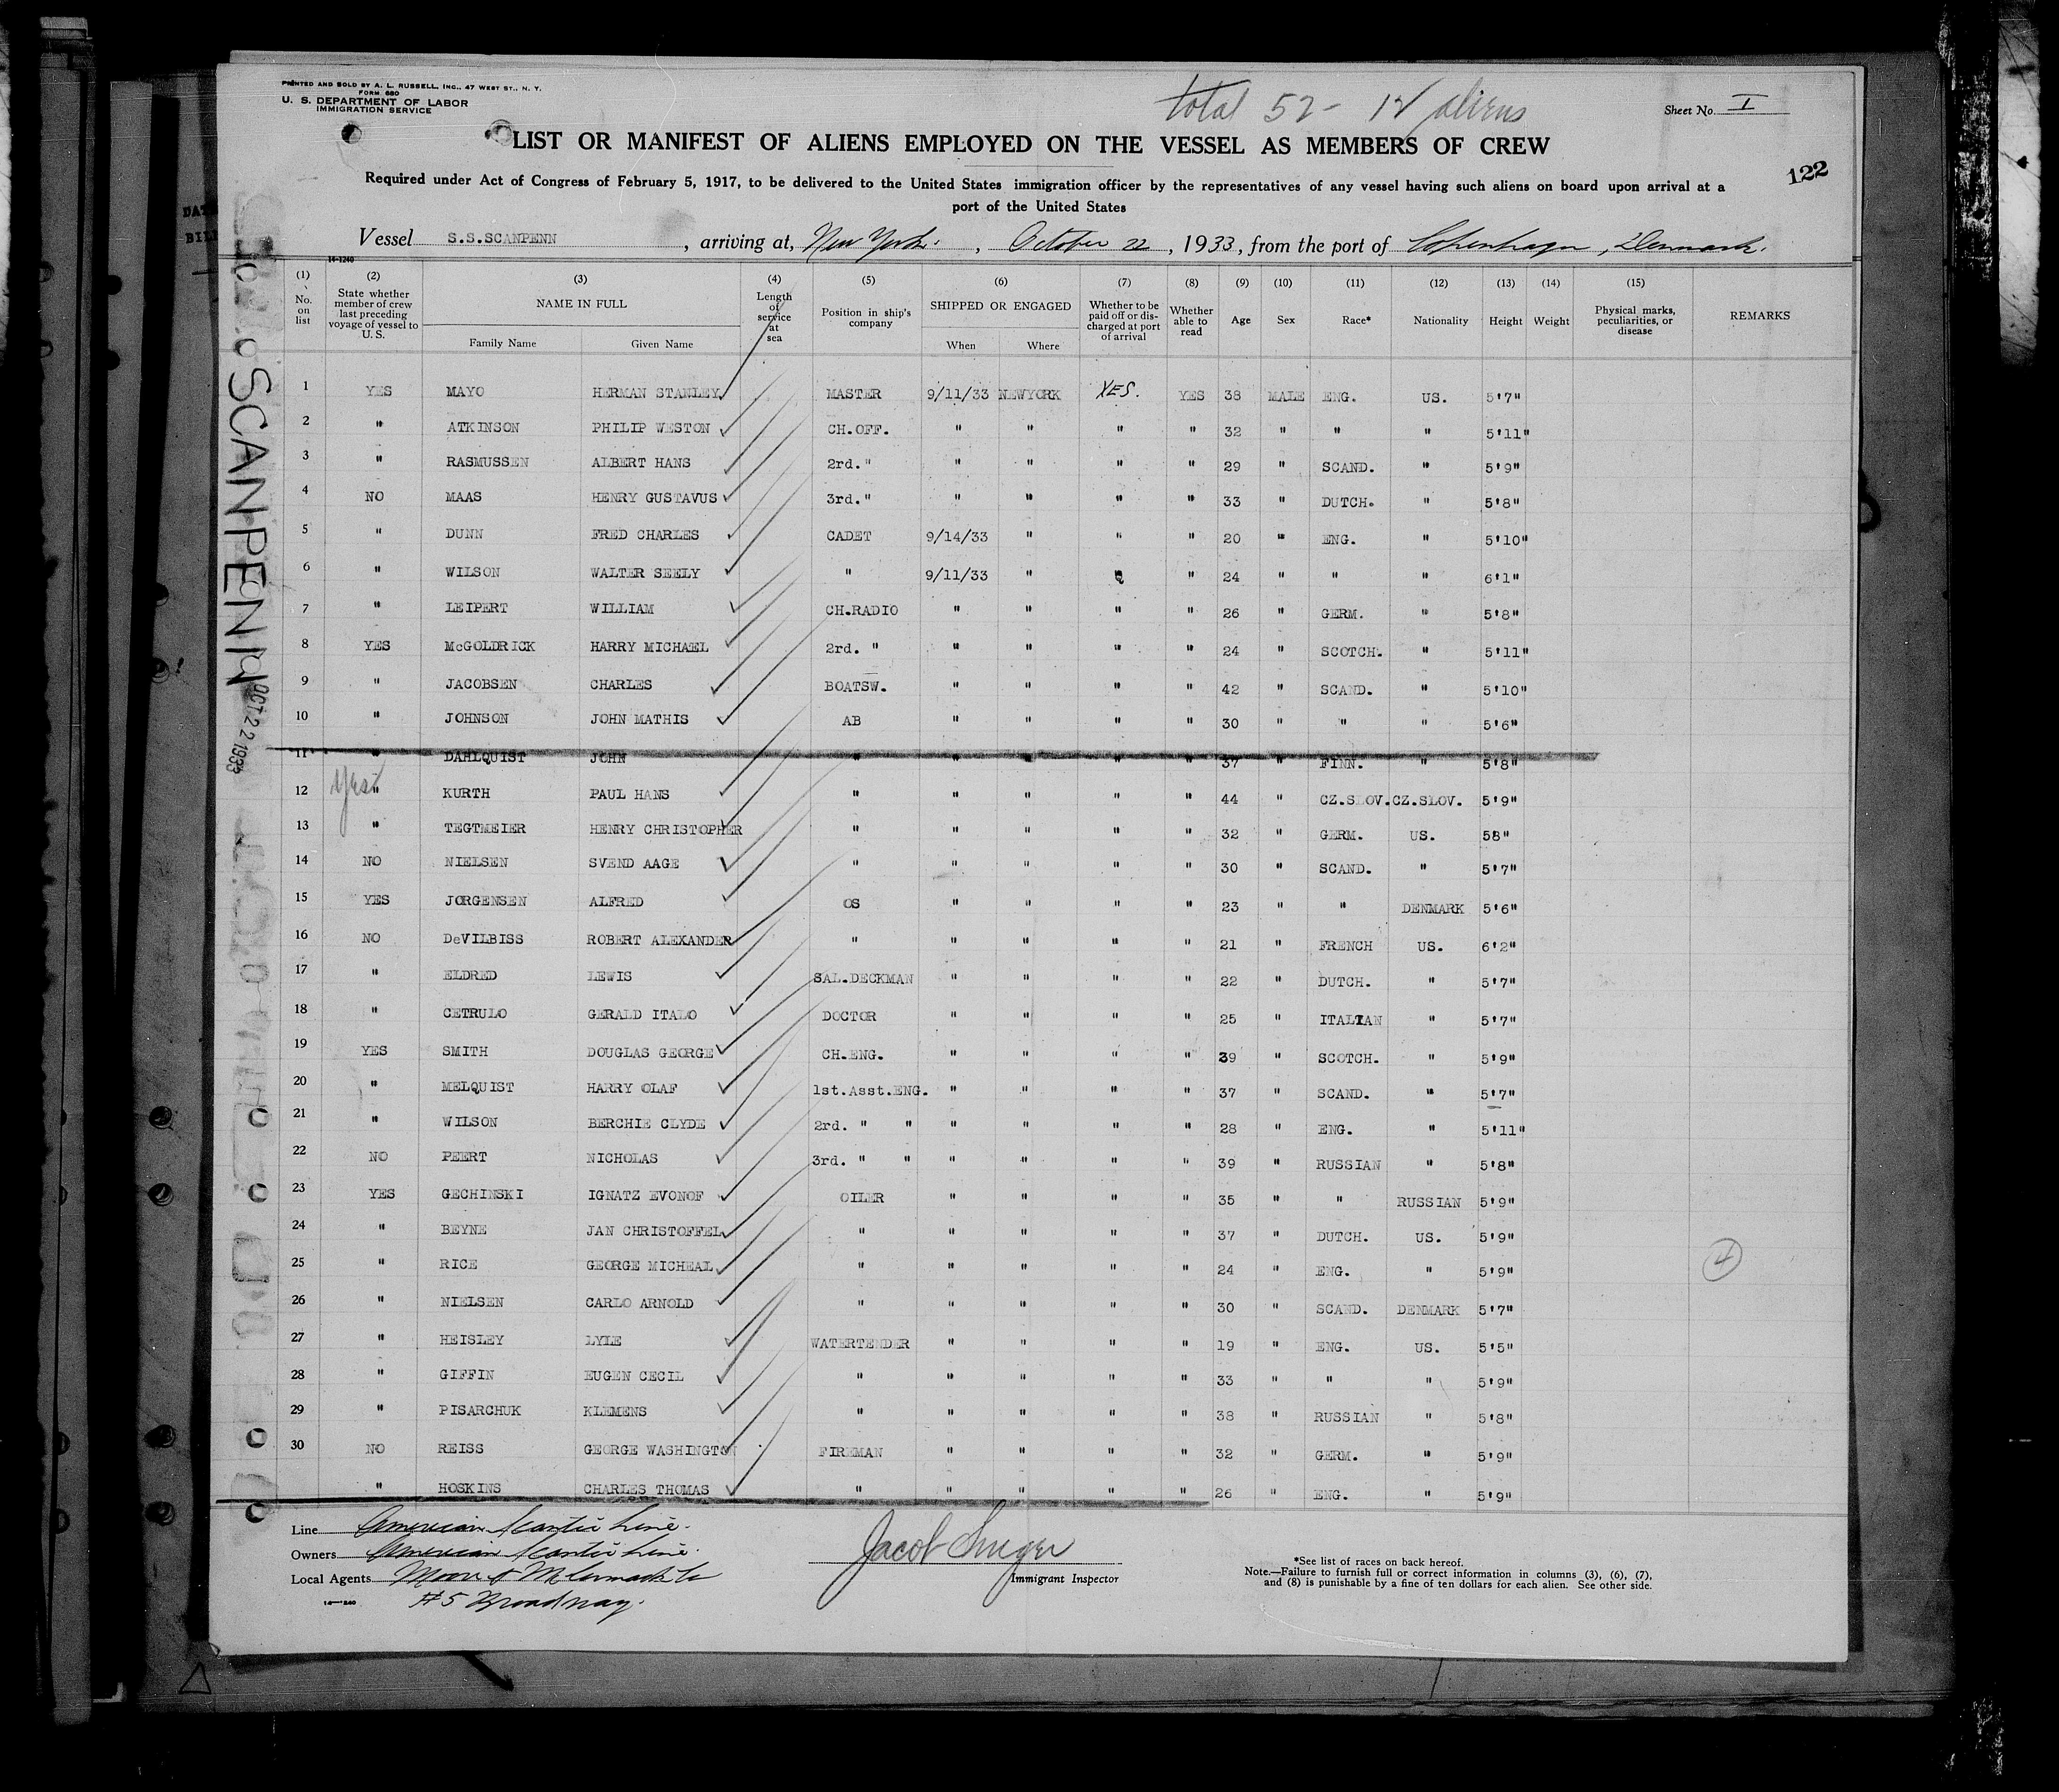 PRINTED AND SOLD BY A. L. RUSSELL, INC., 47 WEST ST., N. Y.
FORM 680
U. S. DEPARTMENT OF LABOR
IMMIGRATION SERVICE
total 52 - 12 aliens
Sheet No. I
LIST OR MANIFEST OF ALIENS EMPLOYED ON THE VESSEL AS MEMBERS OF CREW
122
Required under Act of Congress of February 5, 1917, to be delivered to the United States immigration officer by the representatives of any vessel having such aliens on board upon arrival at a
port of the United States
Vessel S.S.SCANPENN, arriving at, New York., October 22, 1933, from the port of Copenhagen, Denmark.
14-1240
(1) No. on list (2) State whether member of crew last preceding voyage of vessel to U. S. (3) NAME IN FULL Family Name Given Name (4) Length of service at sea (5) Position in ship's company (6) SHIPPED OR ENGAGED When Where (7) Whether to be paid off or discharged at port of arrival (8) Whether able to read (9) Age (10) Sex (11) Race* (12) Nationality (13) Height (14) Weight (15) Physical marks, peculiarities, or disease REMARKS
1 YES MAYO HERMAN STANLEY MASTER 9/11/33 NEWYORK YES. YES 38 MALE ENG. US. 5'7"
2 " ATKINSON PHILIP WESTON CH.OFF. " " " " 32 " " " 5'11"
3 " RASMUSSEN ALBERT HANS 2rd. " " " " " 29 " SCAND. " 5'9"
4 NO MAAS HENRY GUSTAVUS 3rd. " " " " " 33 " DUTCH. " 5'8"
5 " DUNN FRED CHARLES CADET 9/14/33 " " " 20 " ENG. " 5'10"
6 " WILSON WALTER SEELY " 9/11/33 " " " 24 " " " 6'1"
7 " LEIPERT WILLIAM CH.RADIO " " " " 26 " GERM. " 5'8"
8 YES McGOLDRICK HARRY MICHAEL 2rd. " " " " " 24 " SCOTCH. " 5'11"
9 " JACOBSEN CHARLES BOATSW. " " " " 42 " SCAND. " 5'10"
10 " JOHNSON JOHN MATHIS AB " " " " 30 " " " 5'6"
11 " DAHLQUIST JOHN " " " " " 37 " FINN. " 5'8"
12 Yes " KURTH PAUL HANS " " " " " 44 " CZ.SLOV. CZ.SLOV. 5'9"
13 " TEGTMEIER HENRY CHRISTOPHER " " " " " 32 " GERM. US. 58"
14 NO NIELSEN SVEND AAGE " " " " " 30 " SCAND. " 5'7"
15 YES JORGENSEN ALFRED OS " " " " 23 " " DENMARK 5'6"
16 NO DeVILBISS ROBERT ALEXANDER " " " " " 21 " FRENCH US. 6'2"
17 " ELDRED LEWIS SAL.DECKMAN " " " " 22 " DUTCH. " 5'7"
18 " CETRULO GERALD ITALO DOCTOR " " " " 25 " ITALIAN " 5'7"
19 YES SMITH DOUGLAS GEORGE CH.ENG. " " " " 39 " SCOTCH. " 5'9"
20 " MELQUIST HARRY OLAF 1st.Asst.ENG. " " " " 37 " SCAND. " 5'7"
21 " WILSON BERCHIE CLYDE 2rd. " " " " " " 28 " ENG. " 5'11"
22 NO PEERT NICHOLAS 3rd. " " " " " " 39 " RUSSIAN " 5'8"
23 YES GECHINSKI IGNATZ EVONOF OILER " " " " 35 " " RUSSIAN 5'9"
24 " BEYNE JAN CHRISTOFFEL " " " " " 37 " DUTCH. US. 5'9"
25 " RICE GEORGE MICHEAL " " " " " 24 " ENG. " 5'9"
26 " NIELSEN CARLO ARNOLD " " " " " 30 " SCAND. DENMARK 5'7"
27 " HEISLEY LYLE WATERTENDER " " " " 19 " ENG. US. 5'5"
28 " GIFFIN EUGEN CECIL " " " " " 33 " " " 5'9"
29 " PISARCHUK KLEMENS " " " " " 38 " RUSSIAN " 5'8"
30 NO REISS GEORGE WASHINGTON FIREMAN " " " " 32 " GERM. " 5'9"
" HOSKINS CHARLES THOMAS " " " " " 26 " ENG. " 5'9"
4
SCANPENN
OCT 22 1933
Line American Scantic Line.
Owners American Scantic Line.
Local Agents Moore & McCormack Co
#5 Broadway.
14-1240
Jacob
Immigrant Inspector
*See list of races on back hereof.
Note.—Failure to furnish full or correct information in columns (3), (6), (7),
and (8) is punishable by a fine of ten dollars for each alien. See other side.